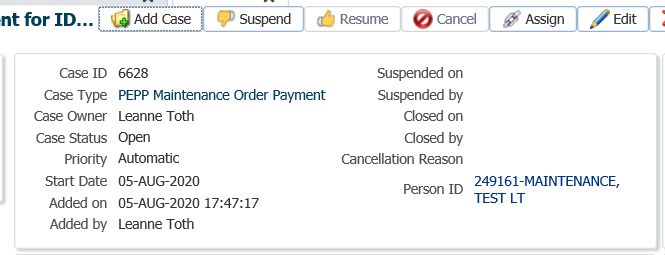 ent for ID... Add Case Suspend Resume Cancel Assign Edit
Case ID 6628 Suspended on
Case Type PEPP Maintenance Order Payment Suspended by
Case Owner Leanne Toth Closed on
Case Status Open Closed by
Priority Automatic Cancellation Reason
Start Date 05-AUG-2020 Person ID 249161-MAINTENANCE,
TEST LT
Added on 05-AUG-2020 17:47:17
Added by Leanne Toth